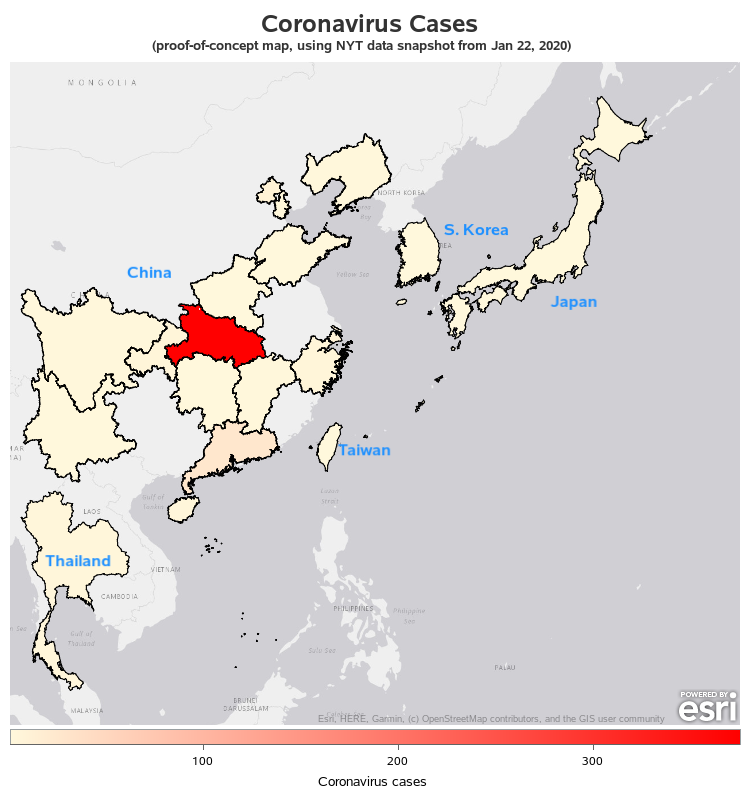 Coronavirus Cases
(proof-of-concept map, using NYT data snapshot from Jan 22, 2020)
MONGOLIA
NORTH KOREA
S. Korea
China
Yellow Sea
Japan
Taiwan
Gulf of
Tonkin
LAOS
Luzon
Strait
Thailand
VIETNAM
CAMBODIA
PHILIPPINES
Philippine
Sea
Gulf of
Thailand
Sulu Sea
PALAU
MALAYSIA
BRUNEI
DARUSSALAM
POWERED BY
esri
Esri, HERE, Garmin, (c) OpenStreetMap contributors, and the GIS user community
100
200
300
Coronavirus cases